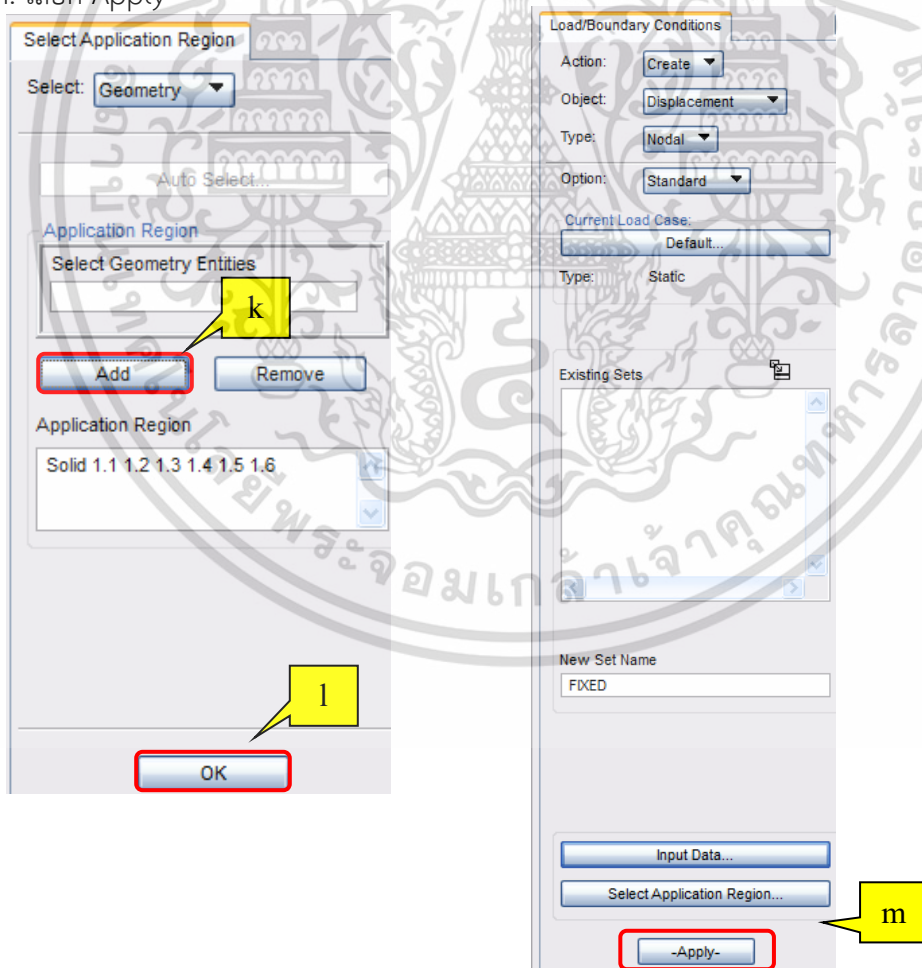 Apply
Select Application Region
Select: Geometry
Auto Select...
Application Region
Select Geometry Entities
k
Add Remove
Application Region
Solid 1.1 1.2 1.3 1.4 1.5 1.6
l
OK
Load/Boundary Conditions
Action: Create
Object: Displacement
Type: Nodal
Option: Standard
Current Load Case:
Default...
Type: Static
Existing Sets
New Set Name
FIXED
Input Data...
Select Application Region...
m
-Apply-